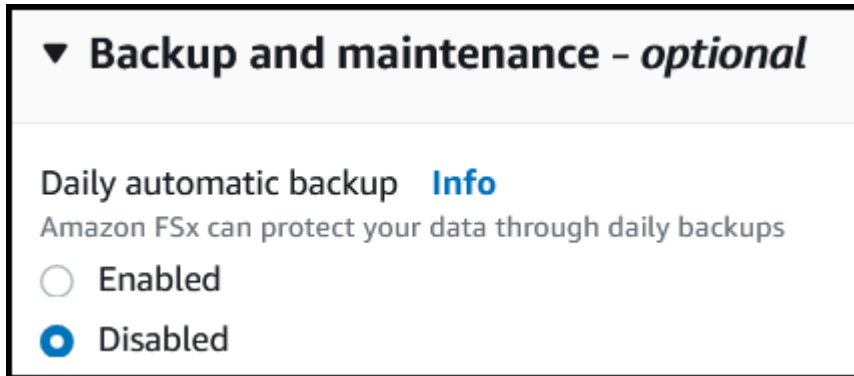 Backup and maintenance - optional
Daily automatic backup Info
Amazon FSx can protect your data through daily backups
Enabled
Disabled